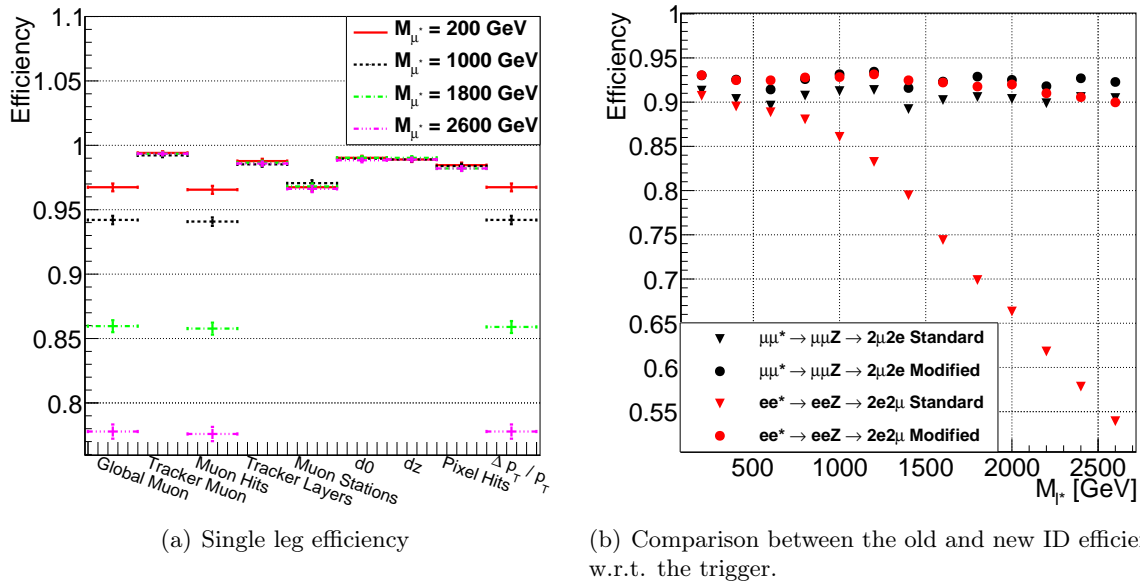 1.1
1.05
1
0.95
0.9
0.85
0.8
Efficiency
M_μ* = 200 GeV
M_μ* = 1000 GeV
M_μ* = 1800 GeV
M_μ* = 2600 GeV
Global Muon
Tracker Muon
Muon Hits
Tracker Layers
Muon Stations
d0
dz
Pixel Hits
Δ p_T / p_T
(a) Single leg efficiency
1
0.95
0.9
0.85
0.8
0.75
0.7
0.65
0.6
0.55
Efficiency
μμ* → μμZ → 2μ2e Standard
μμ* → μμZ → 2μ2e Modified
ee* → eeZ → 2e2μ Standard
ee* → eeZ → 2e2μ Modified
500 1000 1500 2000 2500
M_l* [GeV]
(b) Comparison between the old and new ID efficie
w.r.t. the trigger.